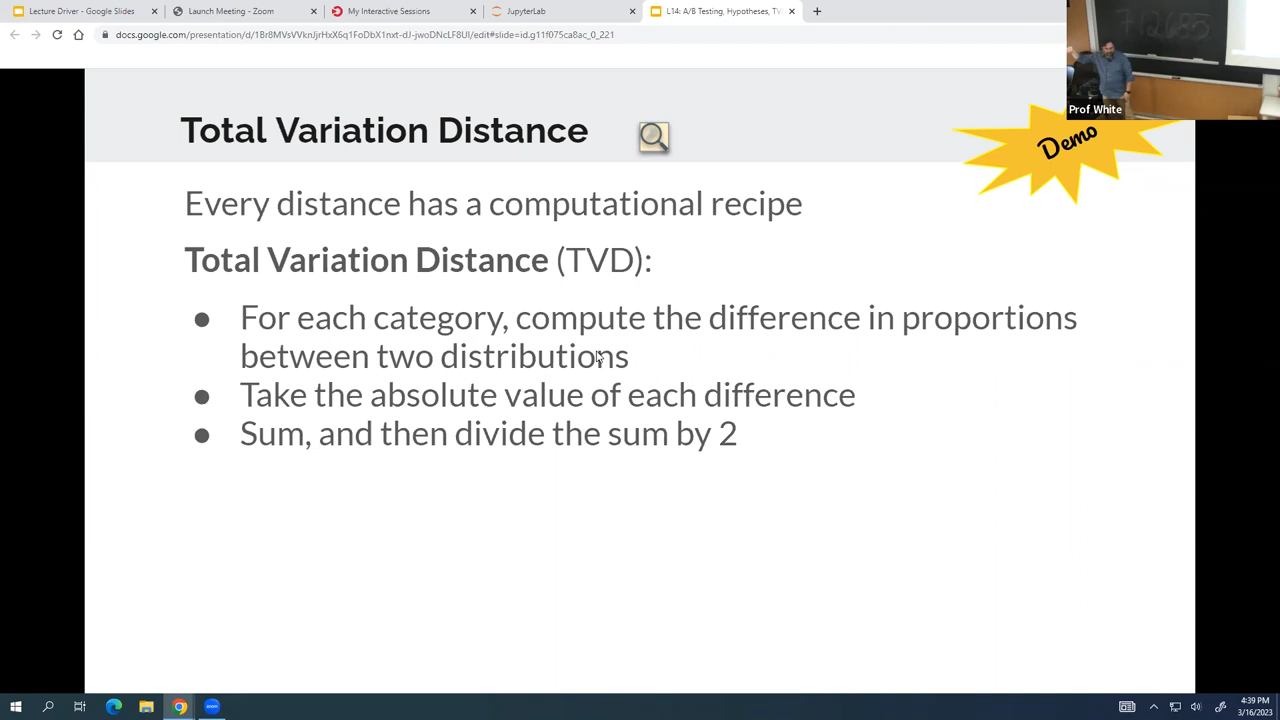 Lecture Driver - Google Slides
Launch Meeting - Zoom
My Interactive Sessions
JupyterLab
L14: A/B Testing, Hypotheses, TV
docs.google.com/presentation/d/1Br8MVsVVknJjrHxX6q1FoDbX1nxt-dJ-jwoDNcLF8UI/edit#slide=id.g11f075ca8ac_0_221
712685
Prof White
Total Variation Distance
Demo
Every distance has a computational recipe
Total Variation Distance (TVD):
● For each category, compute the difference in proportions
between two distributions
● Take the absolute value of each difference
● Sum, and then divide the sum by 2
zoom
4:39 PM
3/16/2023